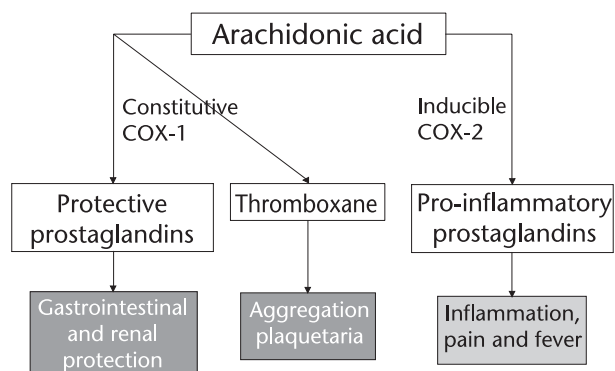 Arachidonic acid
Constitutive
COX-1
Inducible
COX-2
Protective
prostaglandins
Thromboxane
Pro-inflammatory
prostaglandins
Gastrointestinal
and renal
protection
Aggregation
plaquetaria
Inflammation,
pain and fever